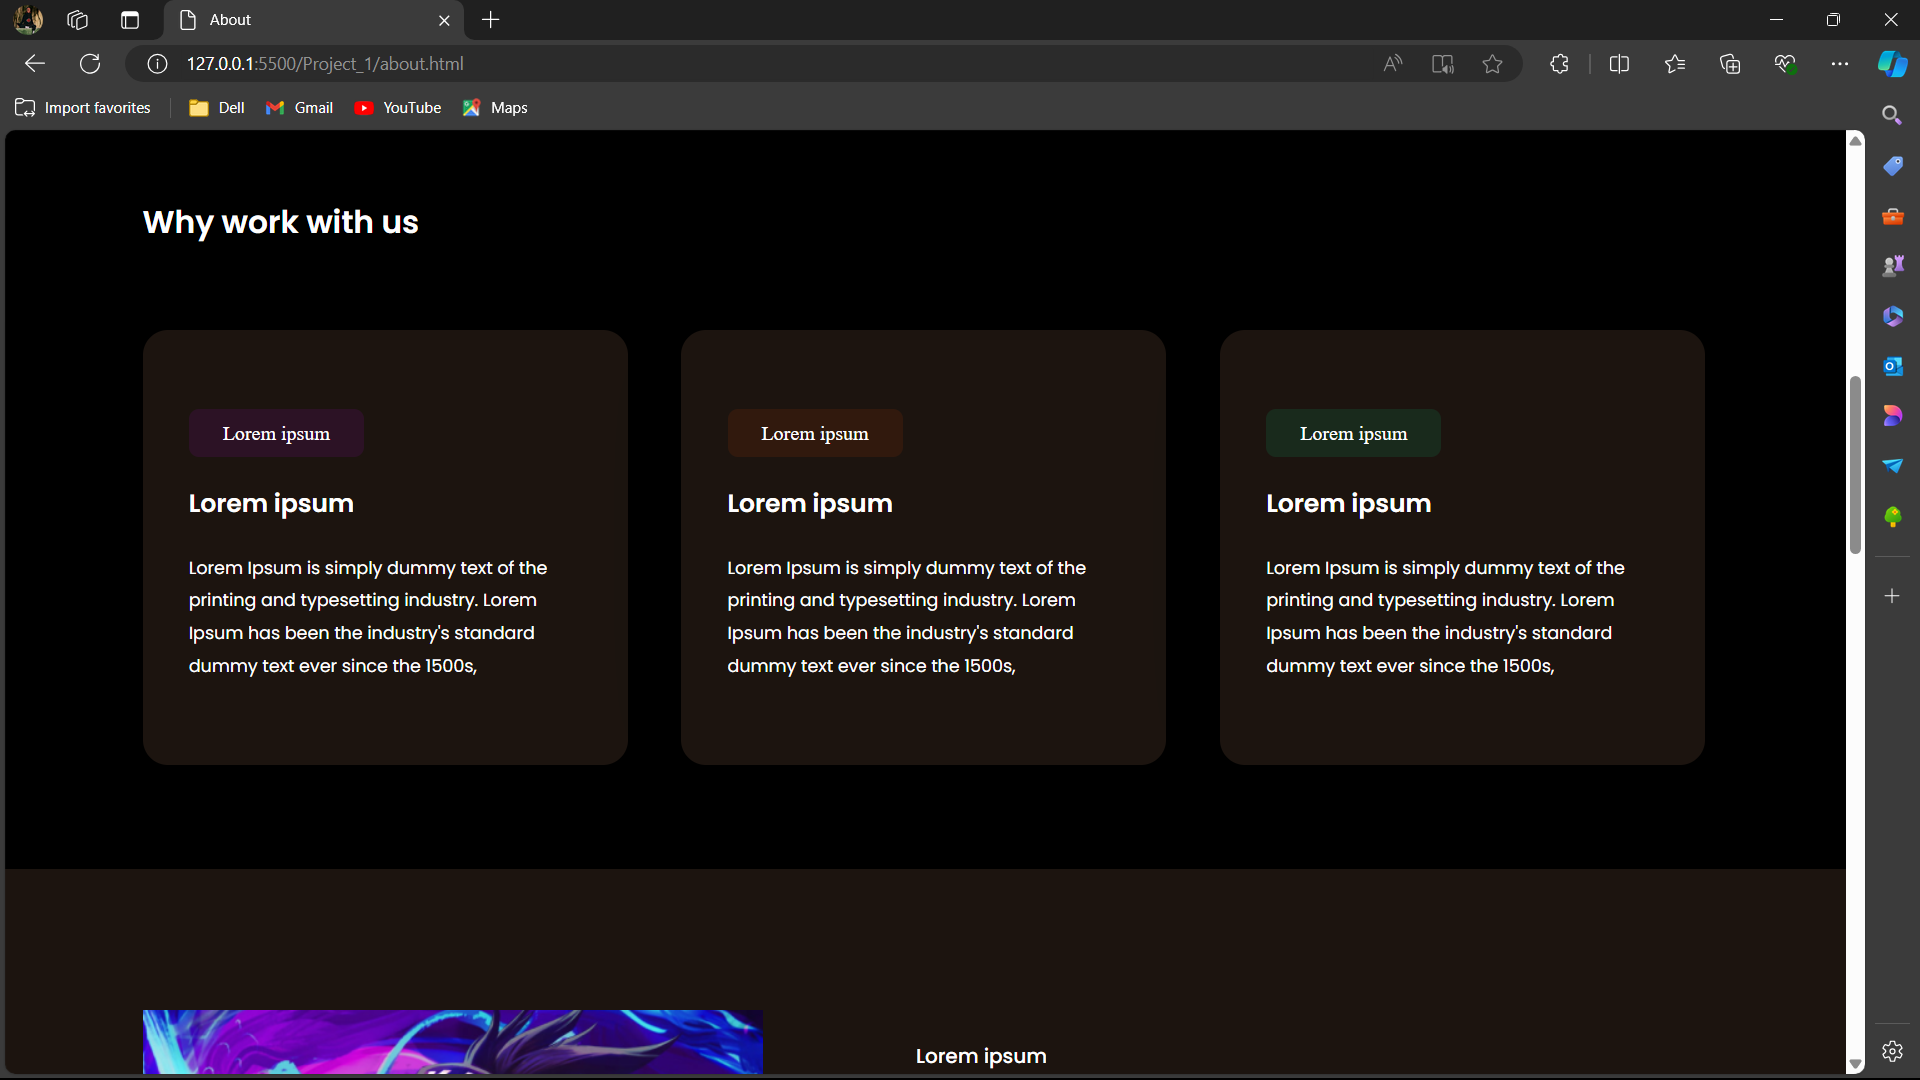 About
127.0.0.1:5500/Project_1/about.html
Import favorites Dell Gmail YouTube Maps
Why work with us
Lorem ipsum
Lorem ipsum
Lorem Ipsum is simply dummy text of the
printing and typesetting industry. Lorem
Ipsum has been the industry's standard
dummy text ever since the 1500s,
Lorem ipsum
Lorem ipsum
Lorem Ipsum is simply dummy text of the
printing and typesetting industry. Lorem
Ipsum has been the industry's standard
dummy text ever since the 1500s,
Lorem ipsum
Lorem ipsum
Lorem Ipsum is simply dummy text of the
printing and typesetting industry. Lorem
Ipsum has been the industry's standard
dummy text ever since the 1500s,
Lorem ipsum